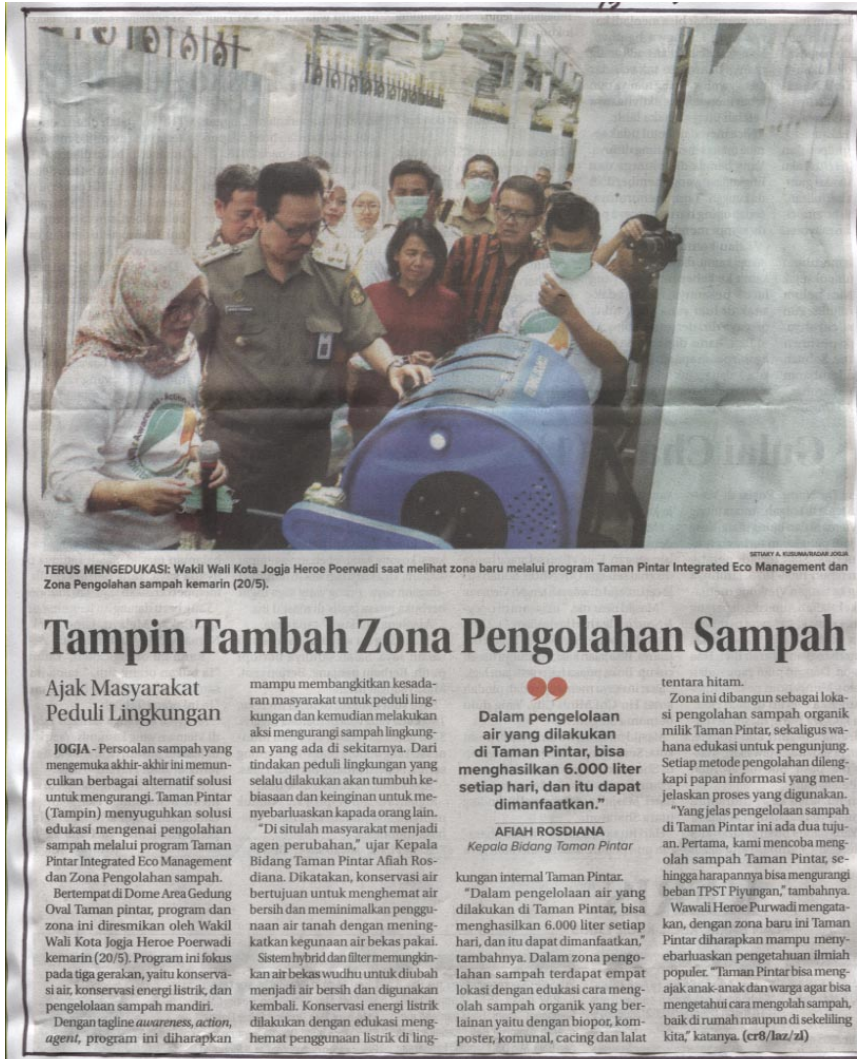 SETIAKY A. KUSUMA/RADAR JOGJA
TERUS MENGEDUKASI: Wakil Wali Kota Jogja Heroe Poerwadi saat melihat zona baru melalui program Taman Pintar Integrated Eco Management dan
Zona Pengolahan sampah kemarin (20/5).
Tampin Tambah Zona Pengolahan Sampah
Ajak Masyarakat
Peduli Lingkungan
JOGJA - Persoalan sampah yang
mengemuka akhir-akhir ini memun-
culkan berbagai alternatif solusi
untuk mengurangi. Taman Pintar
(Tampin) menyuguhkan solusi
edukasi mengenai pengolahan
sampah melalui program Taman
Pintar Integrated Eco Management
dan Zona Pengolahan sampah.
Bertempat di Dome Area Gedung
Oval Taman pintar, program dan
zona ini diresmikan oleh Wakil
Wali Kota Jogja Heroe Poerwadi
kemarin (20/5). Program ini fokus
pada tiga gerakan, yaitu konserva-
si air, konservasi energi listrik, dan
pengelolaan sampah mandiri.
Dengan tagline awareness, action,
agent, program ini diharapkan
mampu membangkitkan kesada-
ran masyarakat untuk peduli ling-
kungan dan kemudian melakukan
aksi mengurangi sampah lingkung-
an yang ada di sekitarnya. Dari
tindakan peduli lingkungan yang
selalu dilakukan akan tumbuh ke-
biasaan dan keinginan untuk me-
nyebarluaskan kapada orang lain.
"Di situlah masyarakat menjadi
agen perubahan," ujar Kepala
Bidang Taman Pintar Afiah Ros-
diana. Dikatakan, konservasi air
bertujuan untuk menghemat air
bersih dan meminimalkan penggu-
naan air tanah dengan mening-
katkan kegunaan air bekas pakai.
Sistem hybrid dan filter memungkin-
kan air bekas wudhu untuk diubah
menjadi air bersih dan digunakan
kembali. Konservasi energi listrik
dilakukan dengan edukasi meng-
hemat penggunaan listrik di ling-
Dalam pengelolaan
air yang dilakukan
di Taman Pintar, bisa
menghasilkan 6.000 liter
setiap hari, dan itu dapat
dimanfaatkan."
AFIAH ROSDIANA
Kepala Bidang Taman Pintar
kungan internal Taman Pintar.
"Dalam pengelolaan air yang
dilakukan di Taman Pintar, bisa
menghasilkan 6.000 liter setiap
hari, dan itu dapat dimanfaatkan,"
tambahnya. Dalam zona pengo-
lahan sampah terdapat empat
lokasi dengan edukasi cara meng-
olah sampah organik yang ber-
lainan yaitu dengan biopor, kom-
poster, komunal, cacing dan lalat
tentara hitam.
Zona ini dibangun sebagai loka-
si pengolahan sampah organik
milik Taman Pintar, sekaligus wa-
hana edukasi untuk pengunjung.
Setiap metode pengolahan dileng-
kapi papan informasi yang men-
jelaskan proses yang digunakan.
"Yang jelas pengelolaan sampah
di Taman Pintar ini ada dua tuju-
an. Pertama, kami mencoba meng-
olah sampah Taman Pintar, se-
hingga harapannya bisa mengurangi
beban TPST Piyungan," tambahnya.
Wawali Heroe Purwadi mengata-
kan, dengan zona baru ini Taman
Pintar diharapkan mampu menye-
barluaskan pengetahuan ilmiah
populer. "Taman Pintar bisa meng-
ajak anak-anak dan warga agar bisa
mengetahui cara mengolah sampah,
baik di rumah maupun di sekeliling
kita," katanya. (cr8/laz/zl)